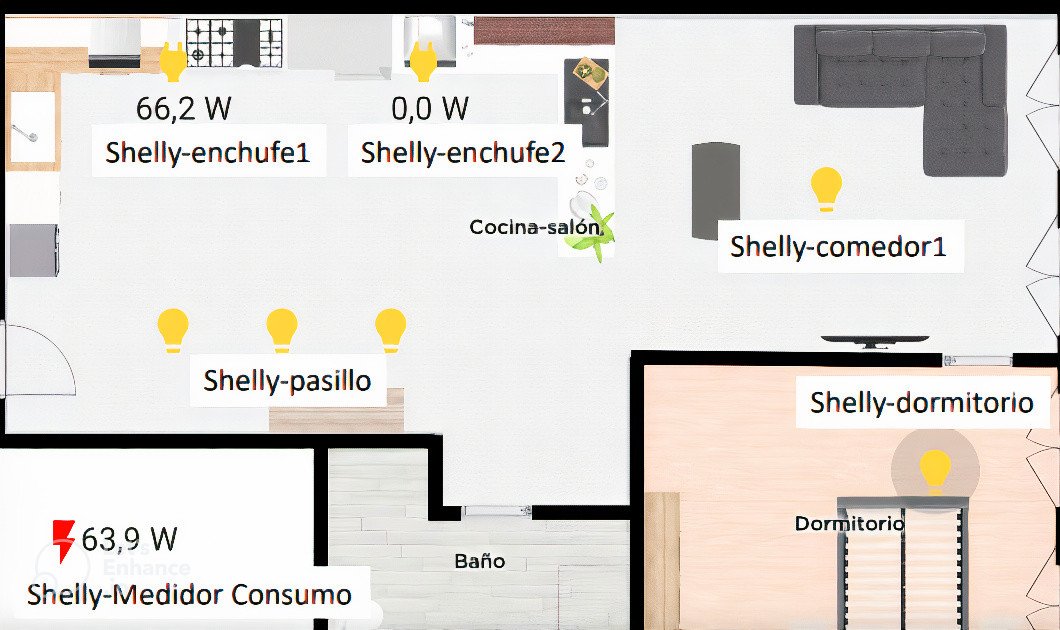 66,2 W
0,0 W
Shelly-enchufe1
Shelly-enchufe2
Cocina-salón
Shelly-comedor1
Shelly-pasillo
Shelly-dormitorio
Dormitorio
63,9 W
Enhance
Baño
Shelly-Medidor Consumo